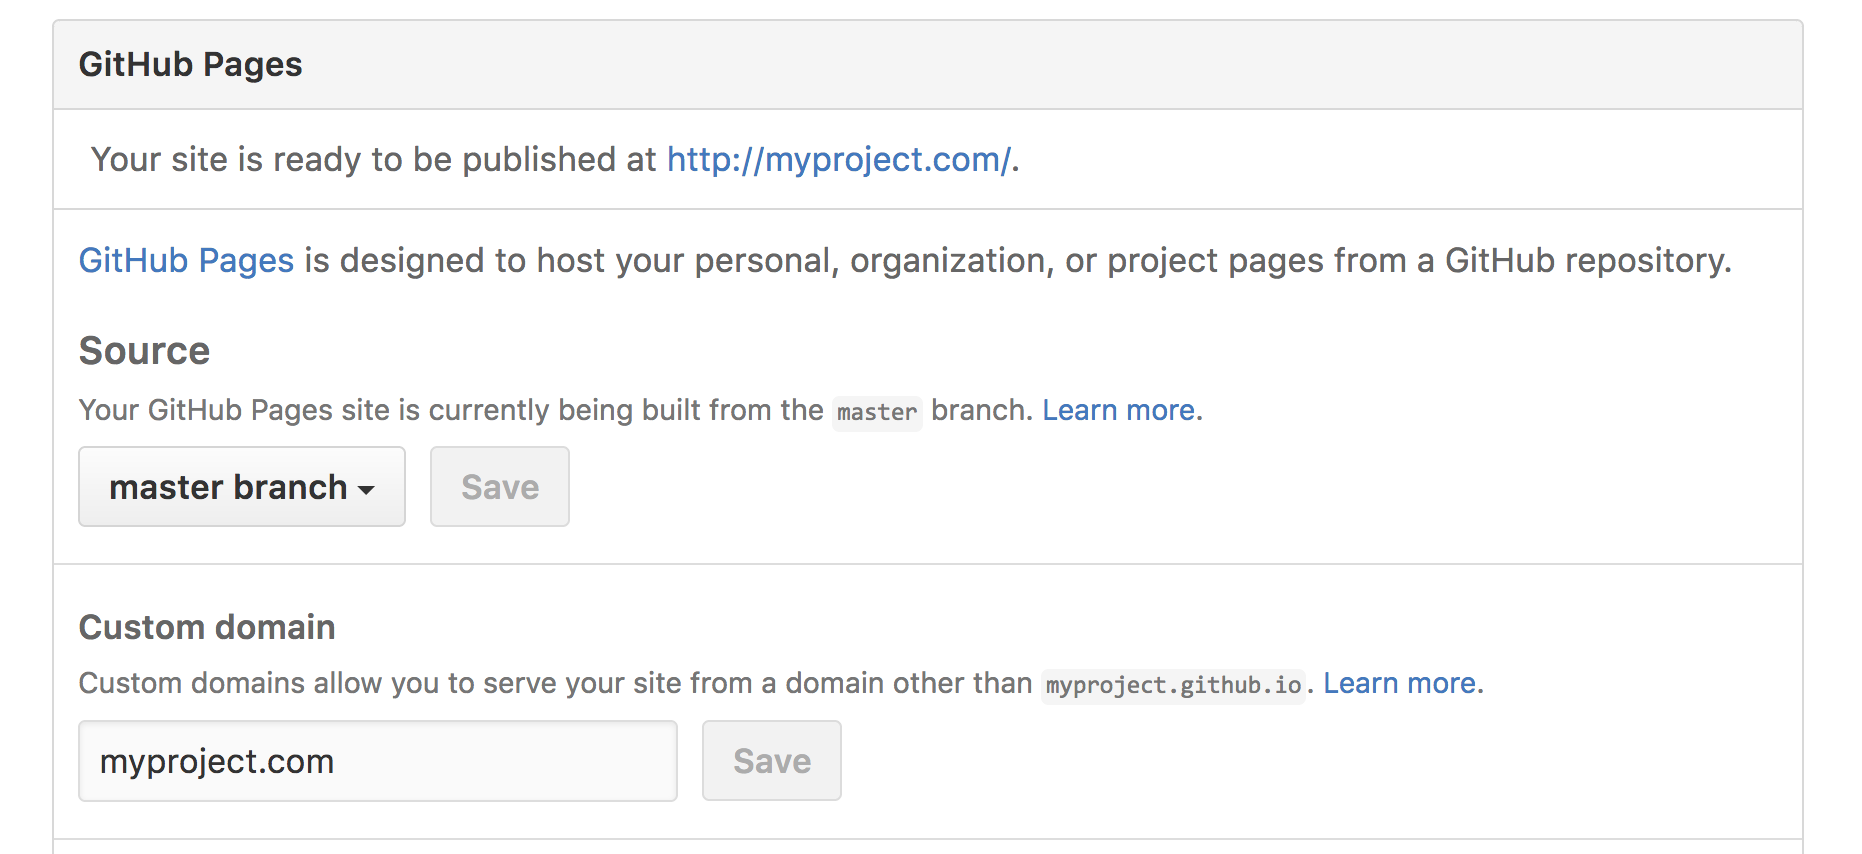 GitHub Pages
Your site is ready to be published at http://myproject.com/.
GitHub Pages is designed to host your personal, organization, or project pages from a GitHub repository.
Source
Your GitHub Pages site is currently being built from the master branch. Learn more.
master branch Save
Custom domain
Custom domains allow you to serve your site from a domain other than myproject.github.io. Learn more.
myproject.com Save